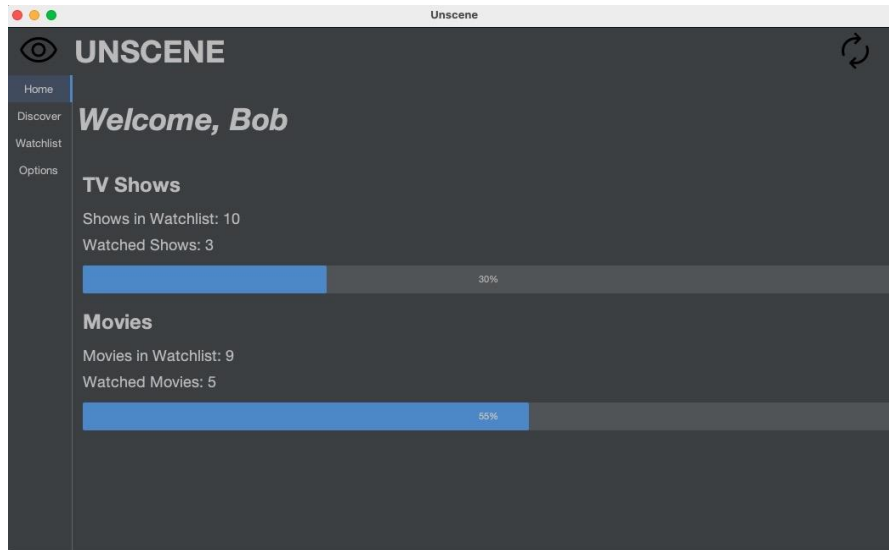 Unscene
UNSCENE
Home
Discover
Watchlist
Options
Welcome, Bob
TV Shows
Shows in Watchlist: 10
Watched Shows: 3
30%
Movies
Movies in Watchlist: 9
Watched Movies: 5
55%